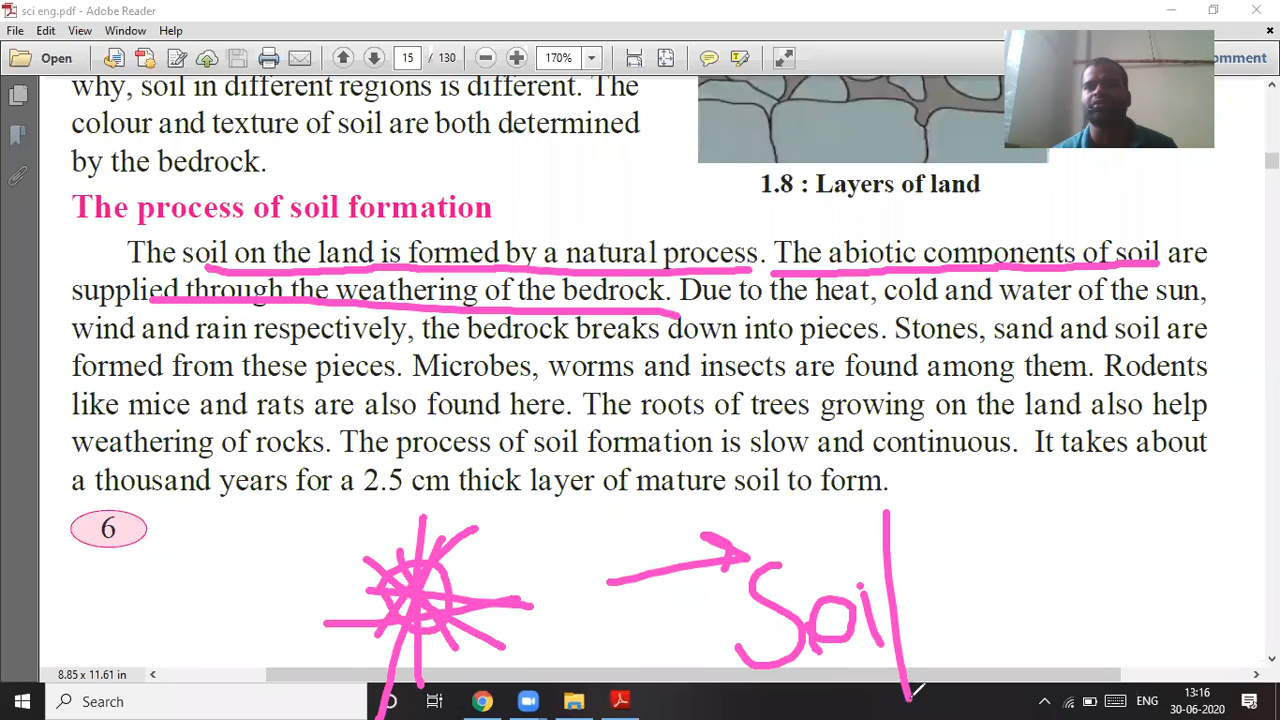 sci eng.pdf - Adobe Reader
File Edit View Window Help
Open 15 / 130 170% Comment
why, soil in different regions is different. The
colour and texture of soil are both determined
by the bedrock.
1.8 : Layers of land
The process of soil formation
The soil on the land is formed by a natural process. The abiotic components of soil are
supplied through the weathering of the bedrock. Due to the heat, cold and water of the sun,
wind and rain respectively, the bedrock breaks down into pieces. Stones, sand and soil are
formed from these pieces. Microbes, worms and insects are found among them. Rodents
like mice and rats are also found here. The roots of trees growing on the land also help
weathering of rocks. The process of soil formation is slow and continuous. It takes about
a thousand years for a 2.5 cm thick layer of mature soil to form.
6
Soil
8.85 x 11.61 in
Search
ENG
13:16
30-06-2020